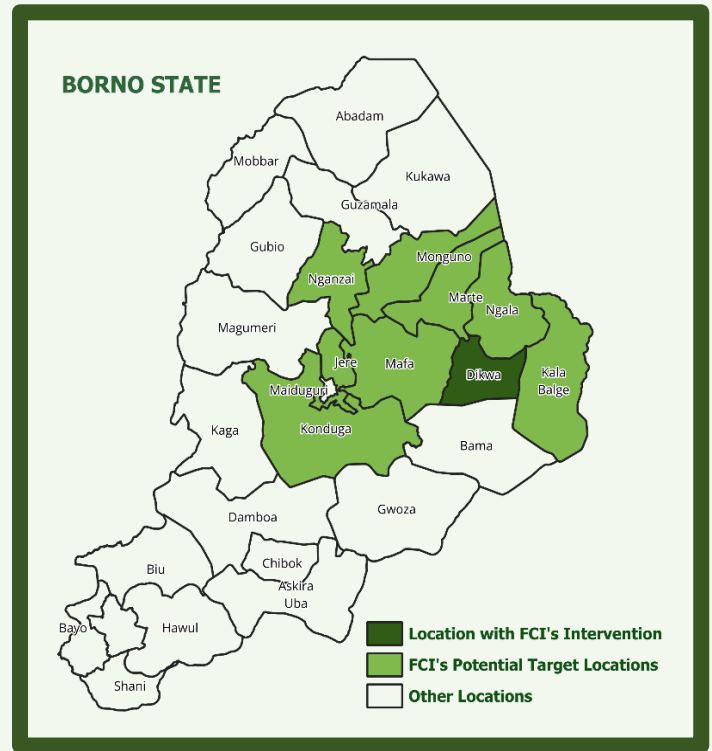 BORNO STATE
Abadam
Mobbar
Kukawa
Guzamala
Gubio
Monguno
Nganzai
Marte
Ngala
Magumeri
Jere
Mafa
Dikwa
Kala
Balge
Maiduguri
Konduga
Kaga
Bama
Gwoza
Damboa
Chibok
Biu
Askira
Uba
Bayo
Hawul
Shani
Location with FCI's Intervention
FCI's Potential Target Locations
Other Locations